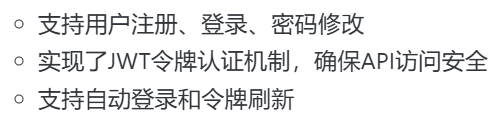 ○ 支持用户注册、登录、密码修改
○ 实现了JWT令牌认证机制，确保API访问安全
○ 支持自动登录和令牌刷新